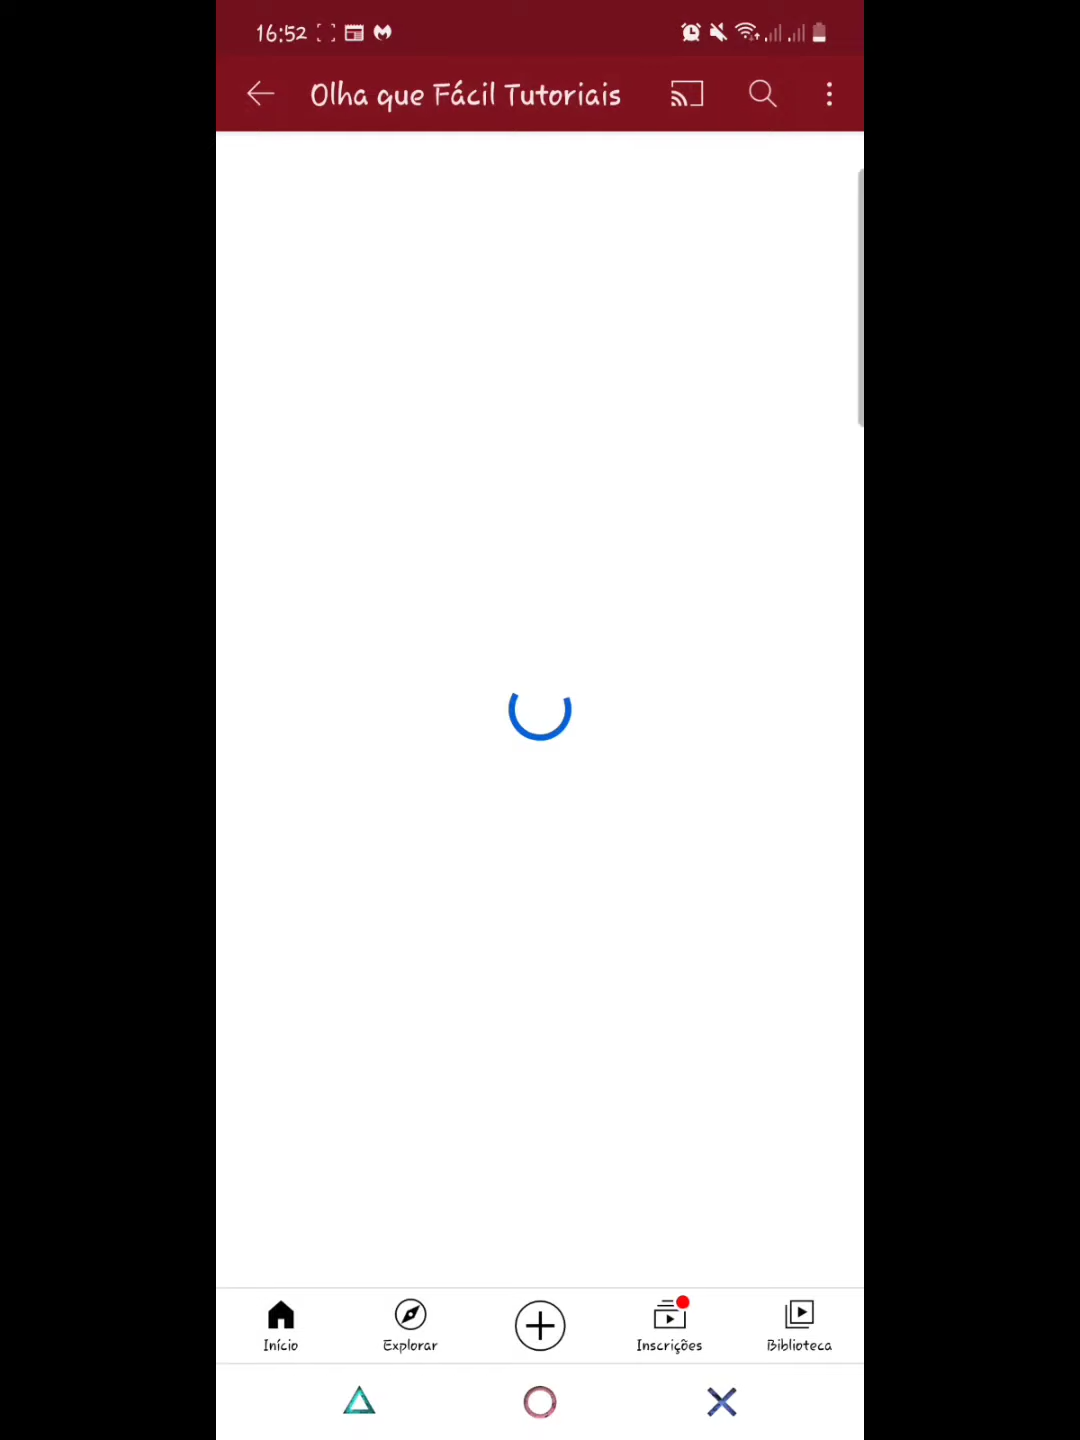 16:52
Olha que Fácil Tutoriais
Início
Explorar
Inscrições
Biblioteca